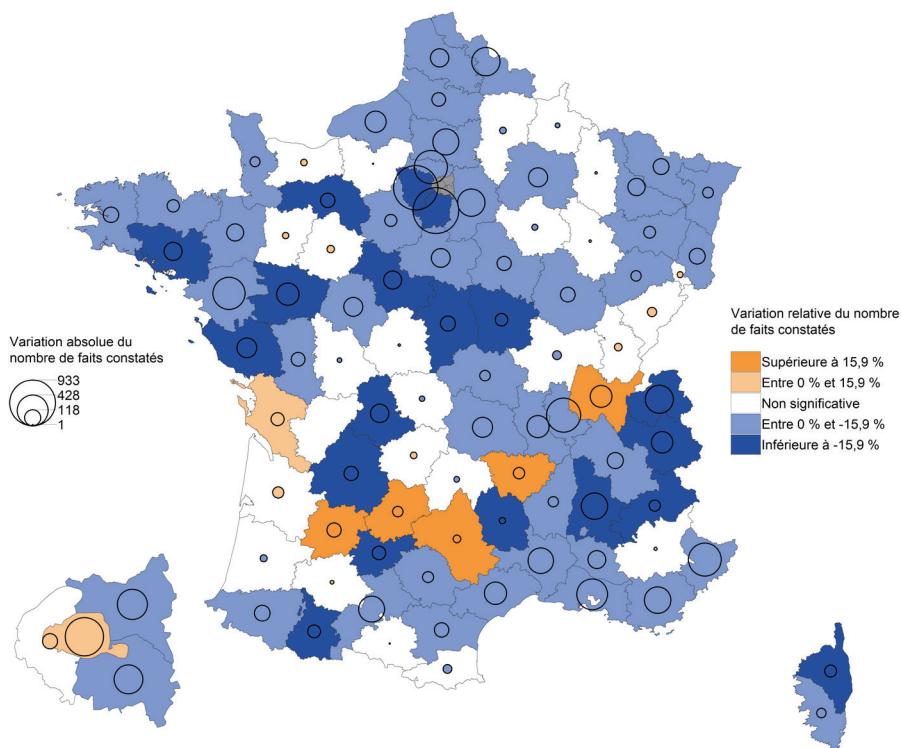 Variation absolue du
nombre de faits constatés
933
428
118
1
Variation relative du nombre
de faits constatés
Supérieure à 15,9 %
Entre 0 % et 15,9 %
Non significative
Entre 0 % et -15,9 %
Inférieure à -15,9 %